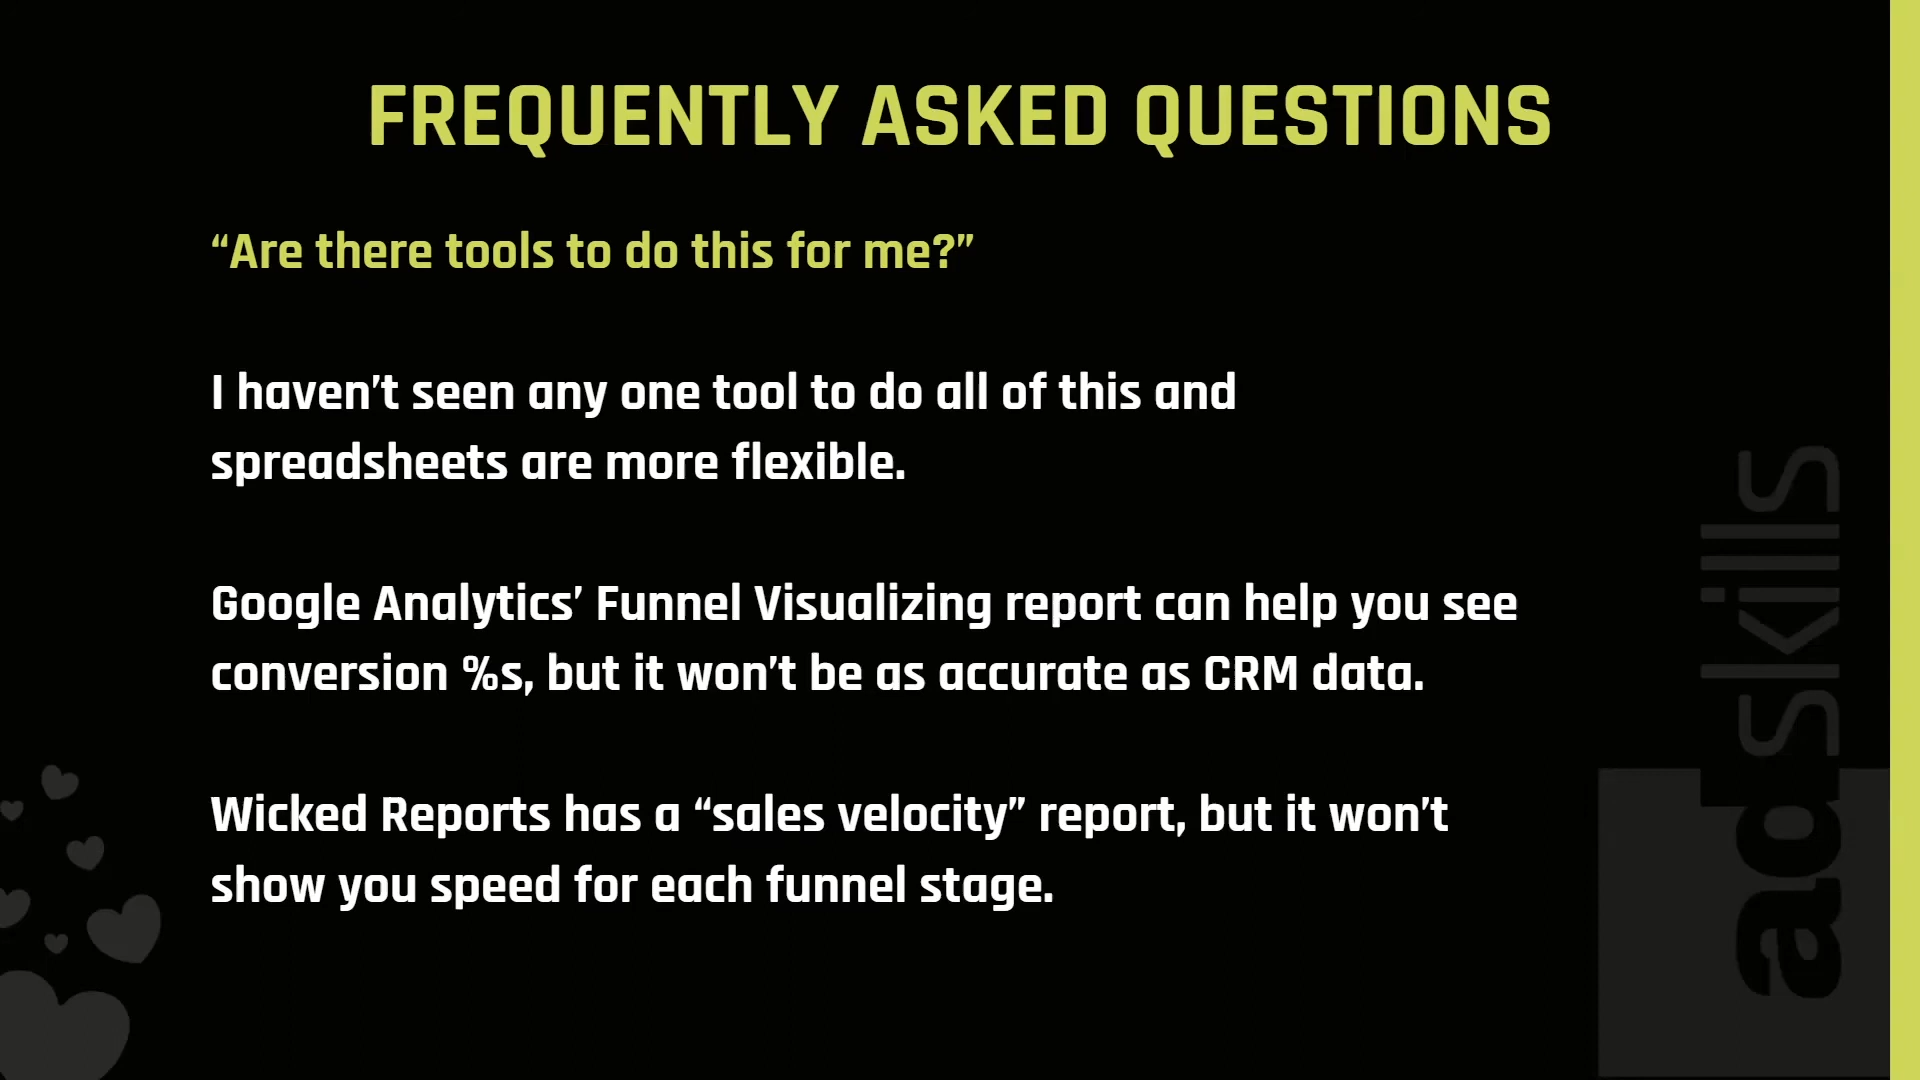 FREQUENTLY ASKED QUESTIONS
“Are there tools to do this for me?”
I haven’t seen any one tool to do all of this and
spreadsheets are more flexible.
Google Analytics’ Funnel Visualizing report can help you see
conversion %s, but it won’t be as accurate as CRM data.
Wicked Reports has a “sales velocity” report, but it won’t
show you speed for each funnel stage.
adskills